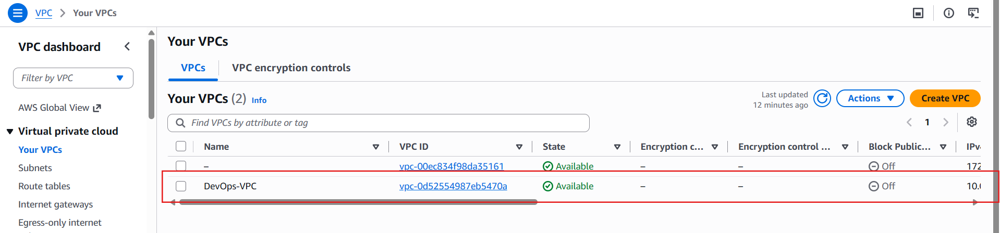 VPC > Your VPCs
VPC dashboard
Filter by VPC
AWS Global View
Virtual private cloud
Your VPCs
Subnets
Route tables
Internet gateways
Egress-only internet
Your VPCs
VPCs
VPC encryption controls
Your VPCs (2) Info
Last updated
12 minutes ago
Actions
Create VPC
Find VPCs by attribute or tag
1
Name VPC ID State Encryption c... Encryption control ... Block Public... IPv
– vpc-00ec834f98da35161 Available – – Off 172
DevOps-VPC vpc-0d52554987eb5470a Available – – Off 10.